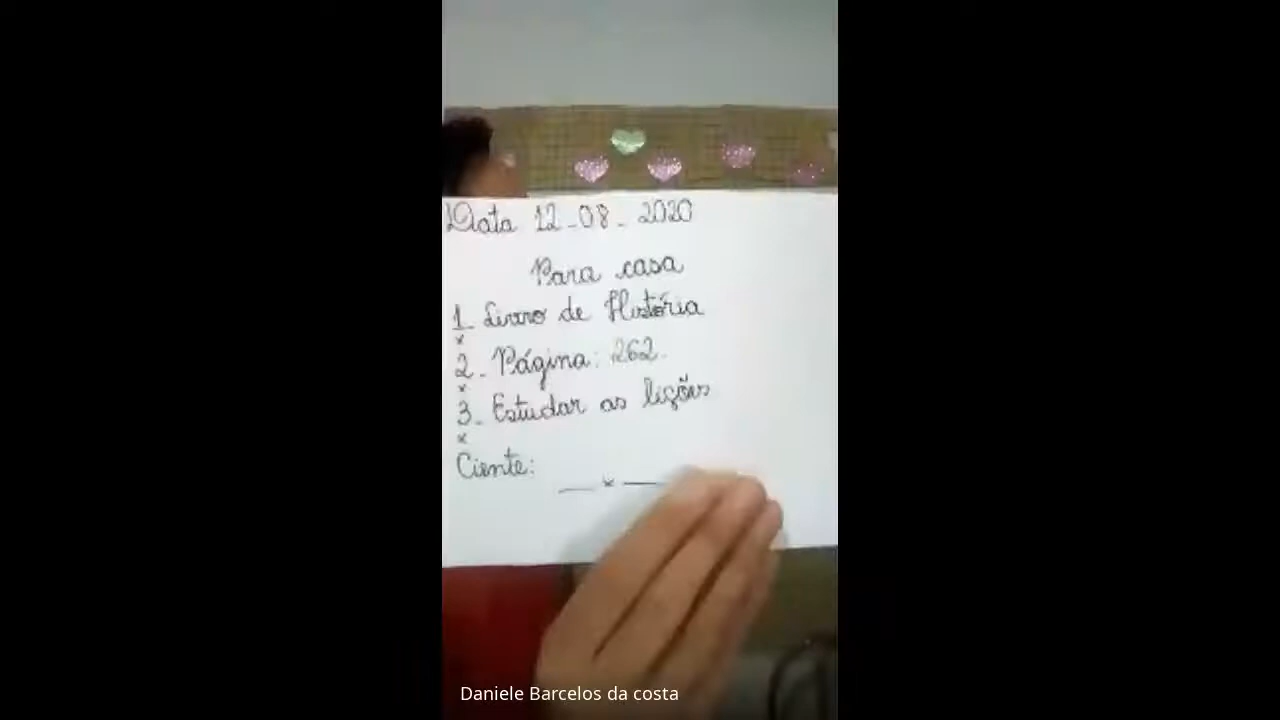 Data 12-08-2020
Para casa
1- Livro de História
x
2- Página: 262.
x
3- Estudar as lições
x
Ciente:
__x__
Daniele Barcelos da costa